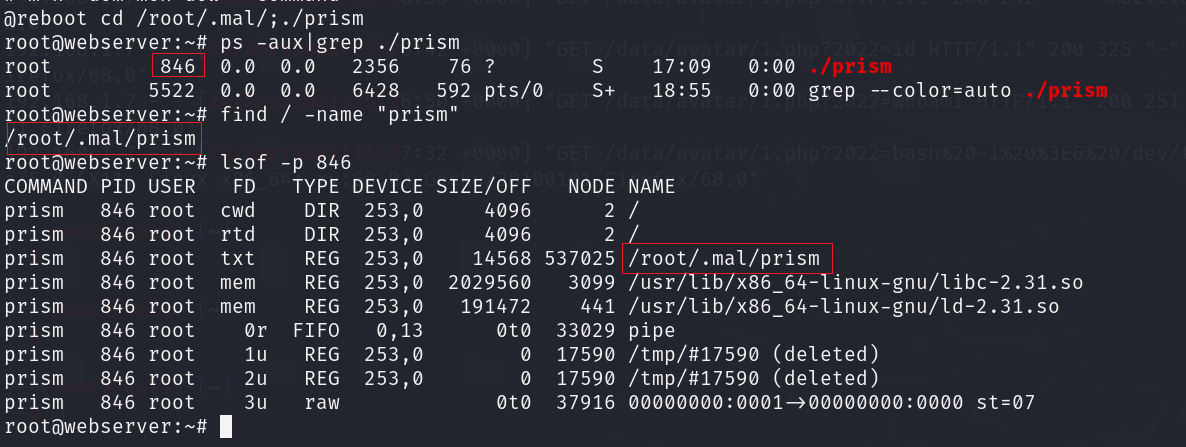 @reboot cd /root/.mal/;./prism
root@webserver:~# ps -aux|grep ./prism
root         846  0.0  0.0   2356    76 ?        S    17:09   0:00 ./prism
root        5522  0.0  0.0   6428   592 pts/0    S+   18:55   0:00 grep --color=auto ./prism
root@webserver:~# find / -name "prism"
/root/.mal/prism
root@webserver:~# lsof -p 846
COMMAND PID USER   FD   TYPE DEVICE SIZE/OFF   NODE NAME
prism   846 root  cwd    DIR  253,0     4096      2 /
prism   846 root  rtd    DIR  253,0     4096      2 /
prism   846 root  txt    REG  253,0    14568 537025 /root/.mal/prism
prism   846 root  mem    REG  253,0  2029560   3099 /usr/lib/x86_64-linux-gnu/libc-2.31.so
prism   846 root  mem    REG  253,0   191472    441 /usr/lib/x86_64-linux-gnu/ld-2.31.so
prism   846 root    0r  FIFO   0,13      0t0  33029 pipe
prism   846 root    1u   REG  253,0        0  17590 /tmp/#17590 (deleted)
prism   846 root    2u   REG  253,0        0  17590 /tmp/#17590 (deleted)
prism   846 root    3u   raw             0t0  37916 00000000:0001->00000000:0000 st=07
root@webserver:~#